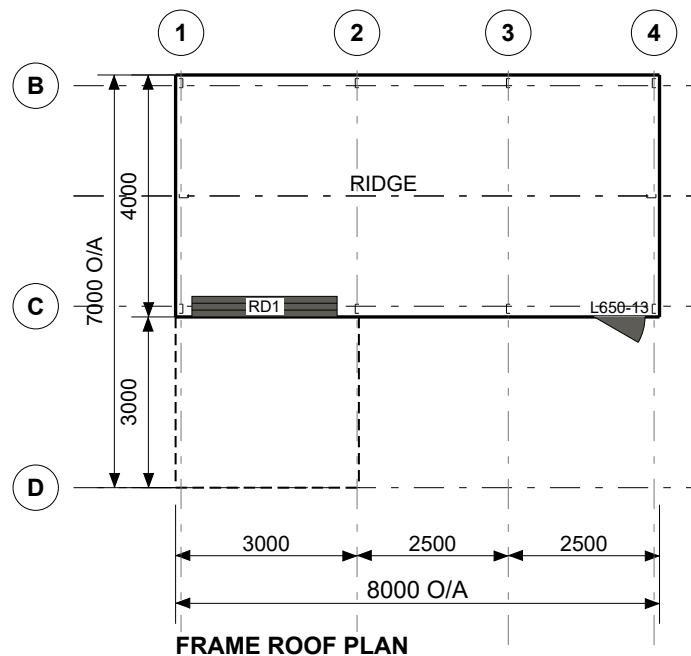 1 2 3 4
B
RIDGE
4000
7000 O/A
C
RD1
L650-13
3000
D
3000 2500 2500
8000 O/A
FRAME ROOF PLAN